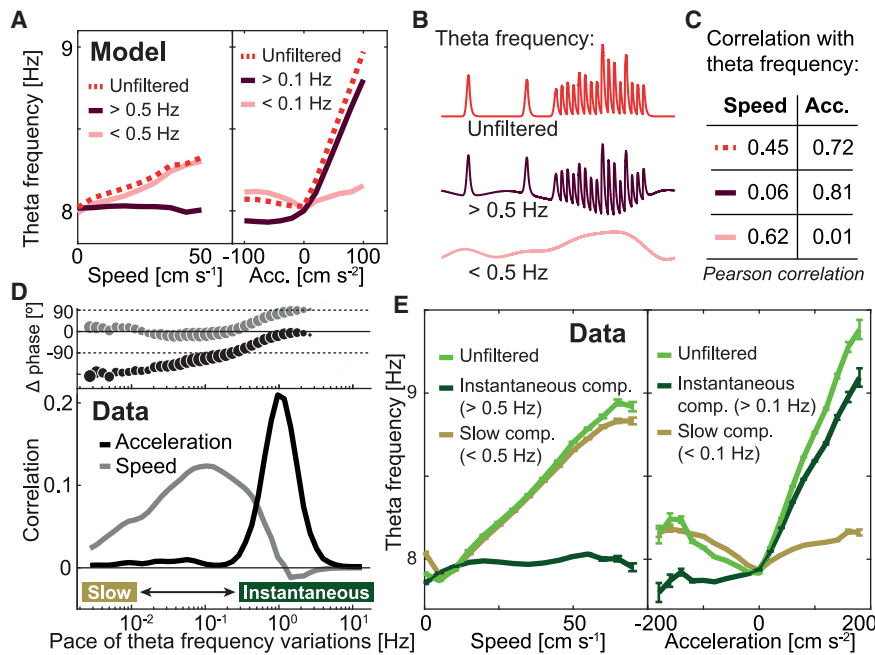 A
Model
Unfiltered
> 0.5 Hz
< 0.5 Hz
Unfiltered
> 0.1 Hz
< 0.1 Hz
Theta frequency [Hz]
9
8
0
50
Speed [cm s⁻¹]
-100
0
100
Acc. [cm s⁻²]
B
Theta frequency:
Unfiltered
> 0.5 Hz
< 0.5 Hz
C
Correlation with
theta frequency:
Speed Acc.
0.45 0.72
0.06 0.81
0.62 0.01
Pearson correlation
D
Δ phase [°]
90
0
-90
Data
Acceleration
Speed
Correlation
0.2
0.1
0
Slow
Instantaneous
10⁻² 10⁻¹ 10⁰ 10¹
Pace of theta frequency variations [Hz]
E
Data
Unfiltered
Instantaneous comp.
(> 0.5 Hz)
Slow comp.
(< 0.5 Hz)
Unfiltered
Instantaneous
comp. (> 0.1 Hz)
Slow comp.
(< 0.1 Hz)
Theta frequency [Hz]
9
8
0
50
Speed [cm s⁻¹]
-200
-180
0
180
Acceleration [cm s⁻²]